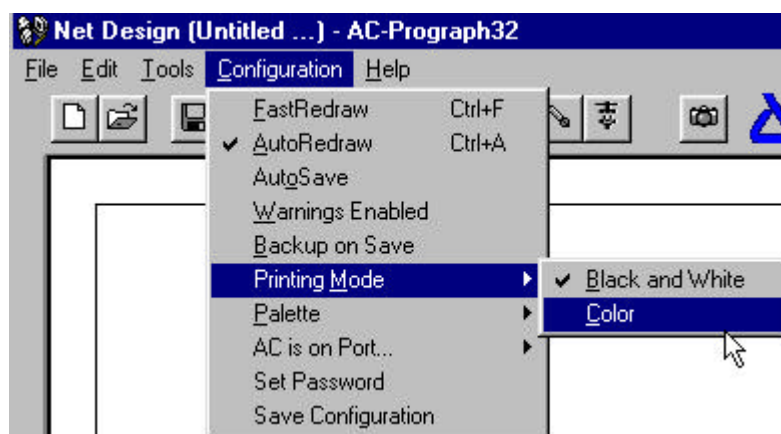 Net Design (Untitled ...) - AC-Prograph32
File Edit Tools Configuration Help
FastRedraw Ctrl+F
AutoRedraw Ctrl+A
AutoSave
Warnings Enabled
Backup on Save
Printing Mode
Black and White
Palette
Color
AC is on Port...
Set Password
Save Configuration